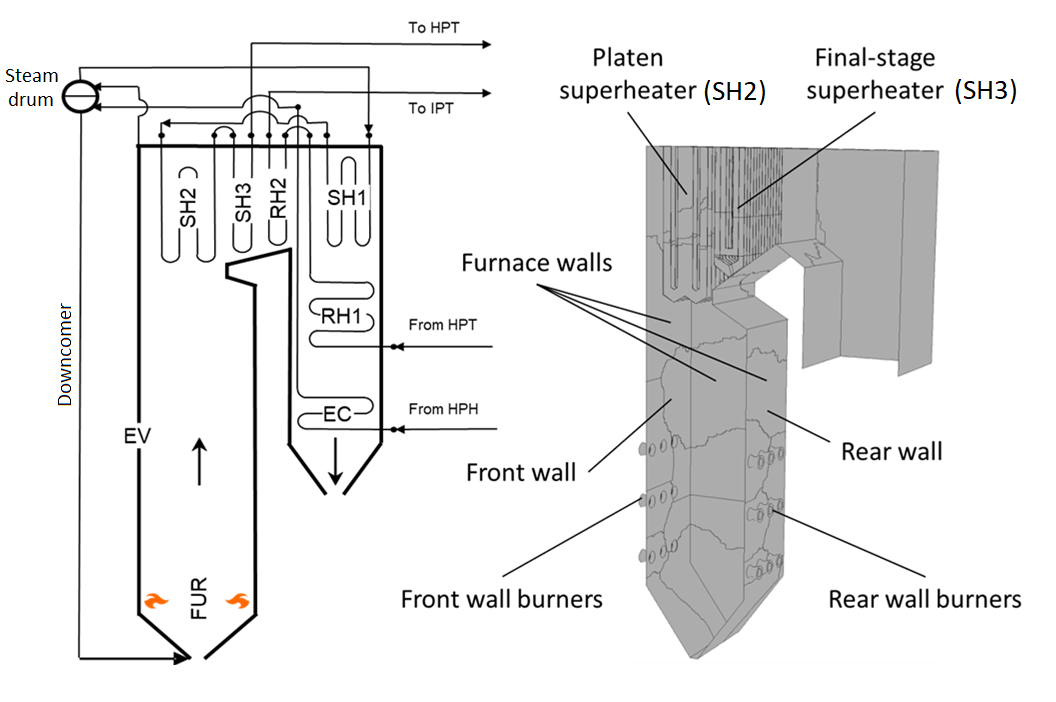 To HPT
Steam
drum
To IPT
SH2
SH3
RH2
SH1
RH1
From HPT
Downcomer
EC
From HPH
EV
FUR
Platen
superheater (SH2)
Final-stage
superheater (SH3)
Furnace walls
Front wall
Rear wall
Front wall burners
Rear wall burners